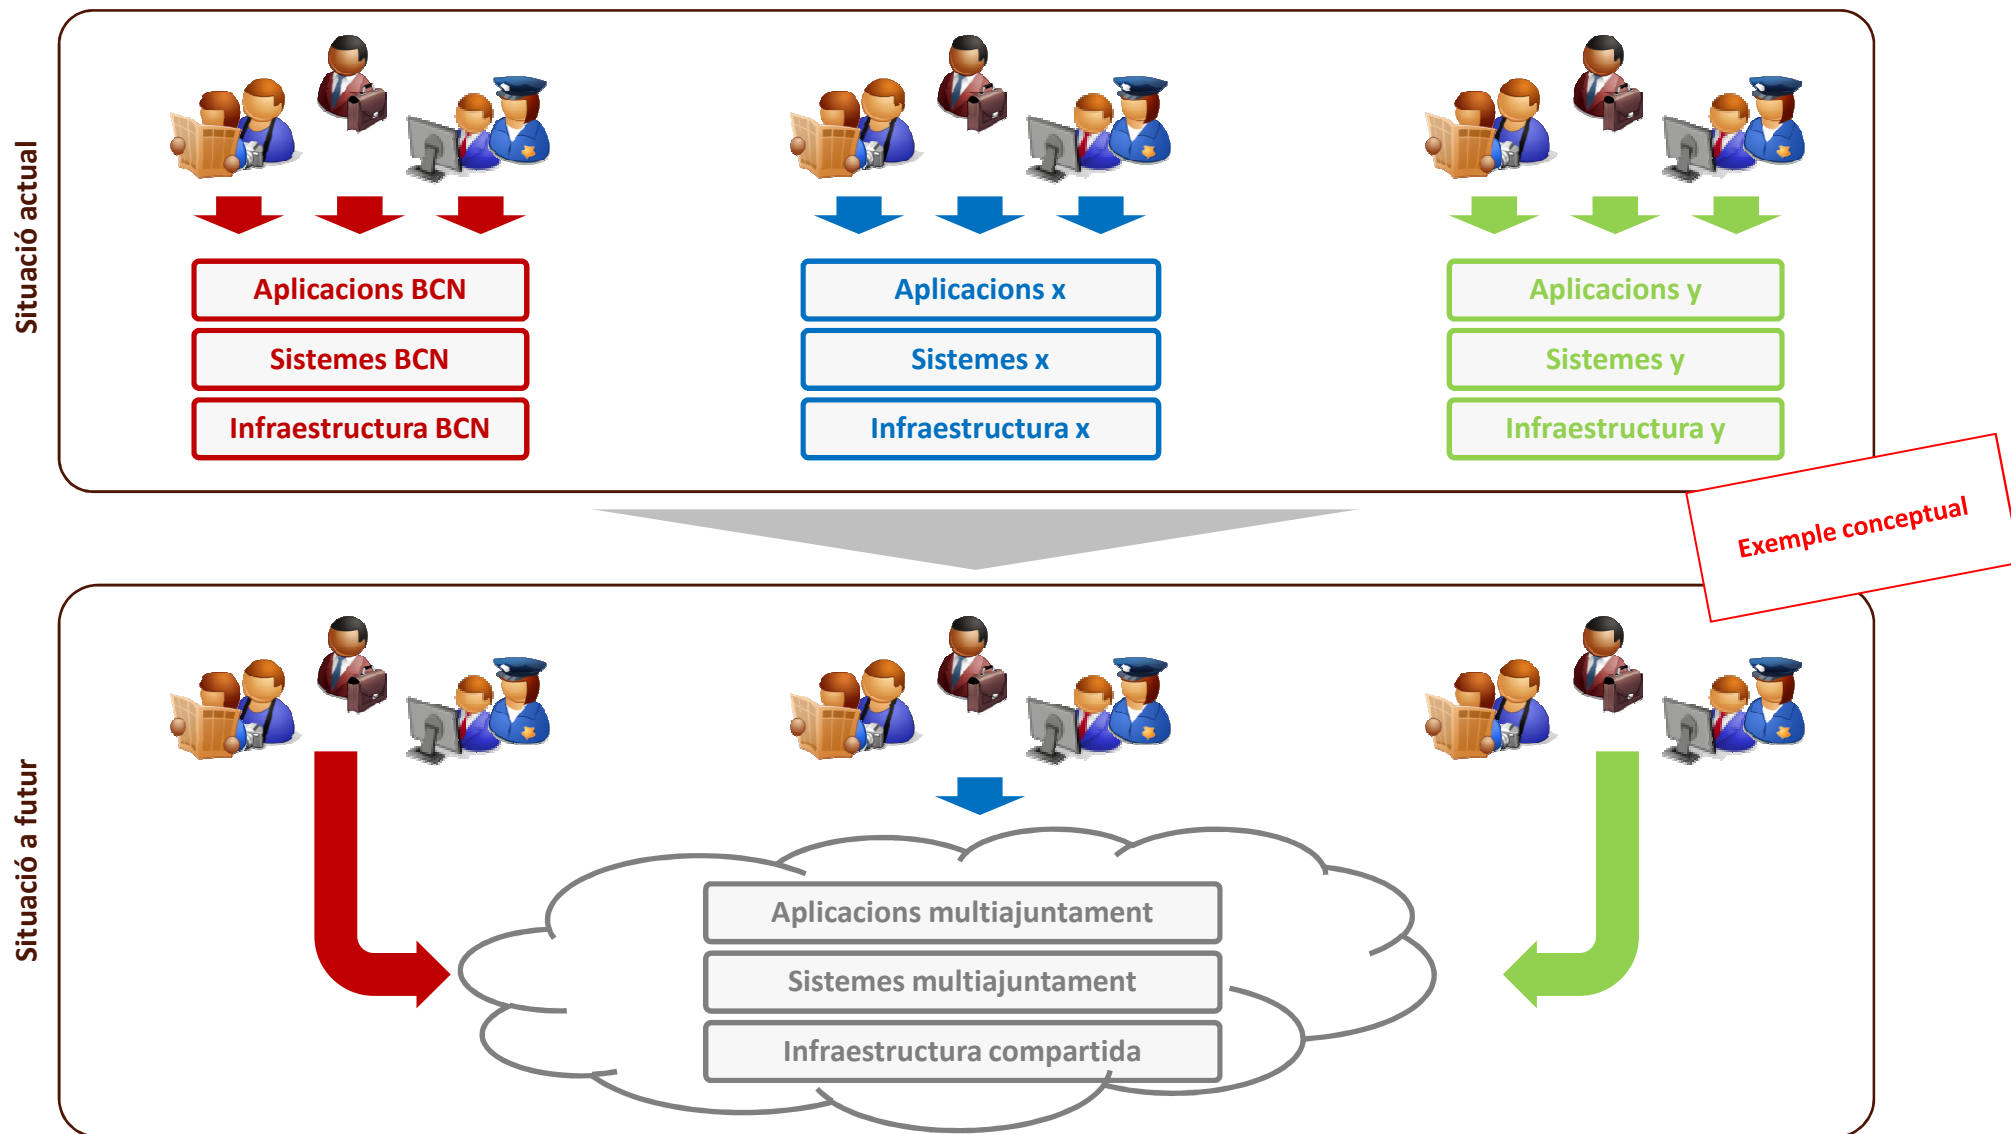 Situació actual
Aplicacions BCN
Sistemes BCN
Infraestructura BCN
Aplicacions x
Sistemes x
Infraestructura x
Aplicacions y
Sistemes y
Infraestructura y
Exemple conceptual
Situació a futur
Aplicacions multiajuntament
Sistemes multiajuntament
Infraestructura compartida